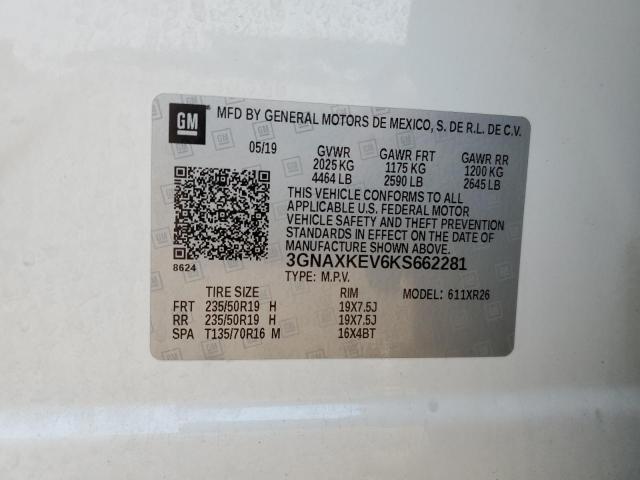 GM
MFD BY GENERAL MOTORS DE MEXICO, S. DE R.L. DE C.V.
05/19 GVWR GAWR FRT GAWR RR
2025 KG 1175 KG 1200 KG
4464 LB 2590 LB 2645 LB
THIS VEHICLE CONFORMS TO ALL
APPLICABLE U.S. FEDERAL MOTOR
VEHICLE SAFETY AND THEFT PREVENTION
STANDARDS IN EFFECT ON THE DATE OF
MANUFACTURE SHOWN ABOVE.
8624 3GNAXKEV6KS662281
TYPE: M.P.V.
TIRE SIZE RIM MODEL: 611XR26
FRT 235/50R19 H 19X7.5J
RR 235/50R19 H 19X7.5J
SPA T135/70R16 M 16X4BT